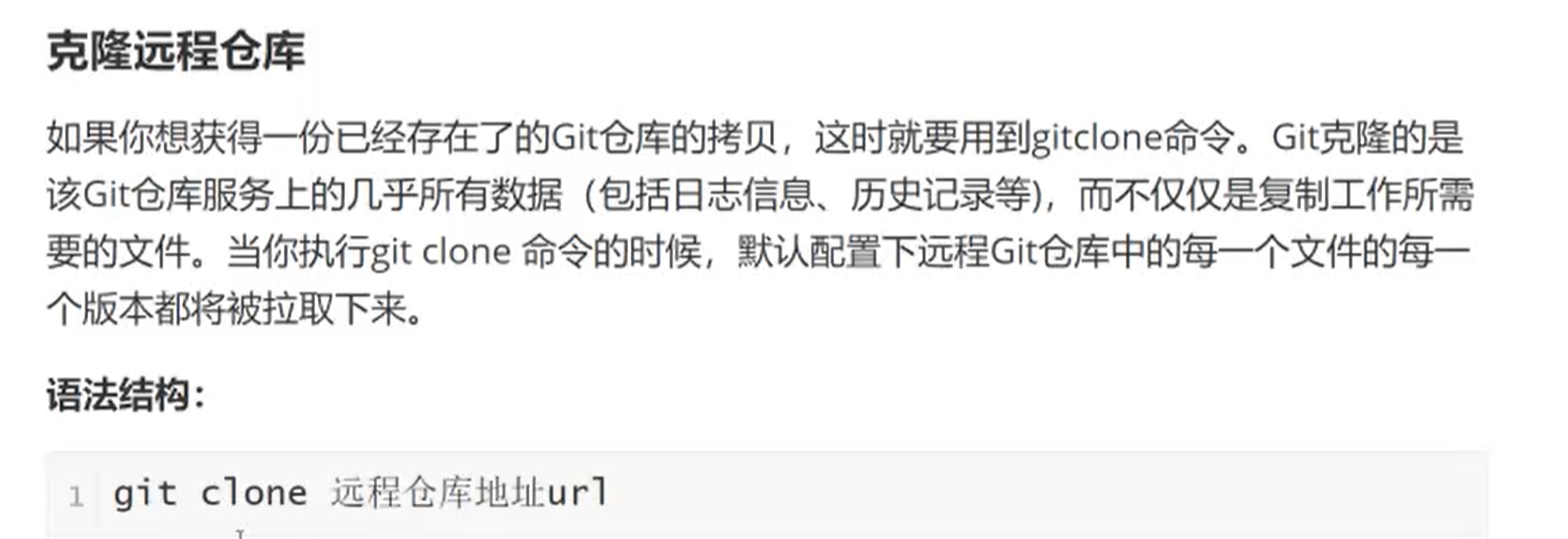 克隆远程仓库
如果你想获得一份已经存在了的Git仓库的拷贝，这时就要用到gitclone命令。Git克隆的是
该Git仓库服务上的几乎所有数据（包括日志信息、历史记录等)，而不仅仅是复制工作所需
要的文件。当你执行git clone 命令的时候，默认配置下远程Git仓库中的每一个文件的每一
个版本都将被拉取下来。
语法结构：
1 git clone 远程仓库地址url